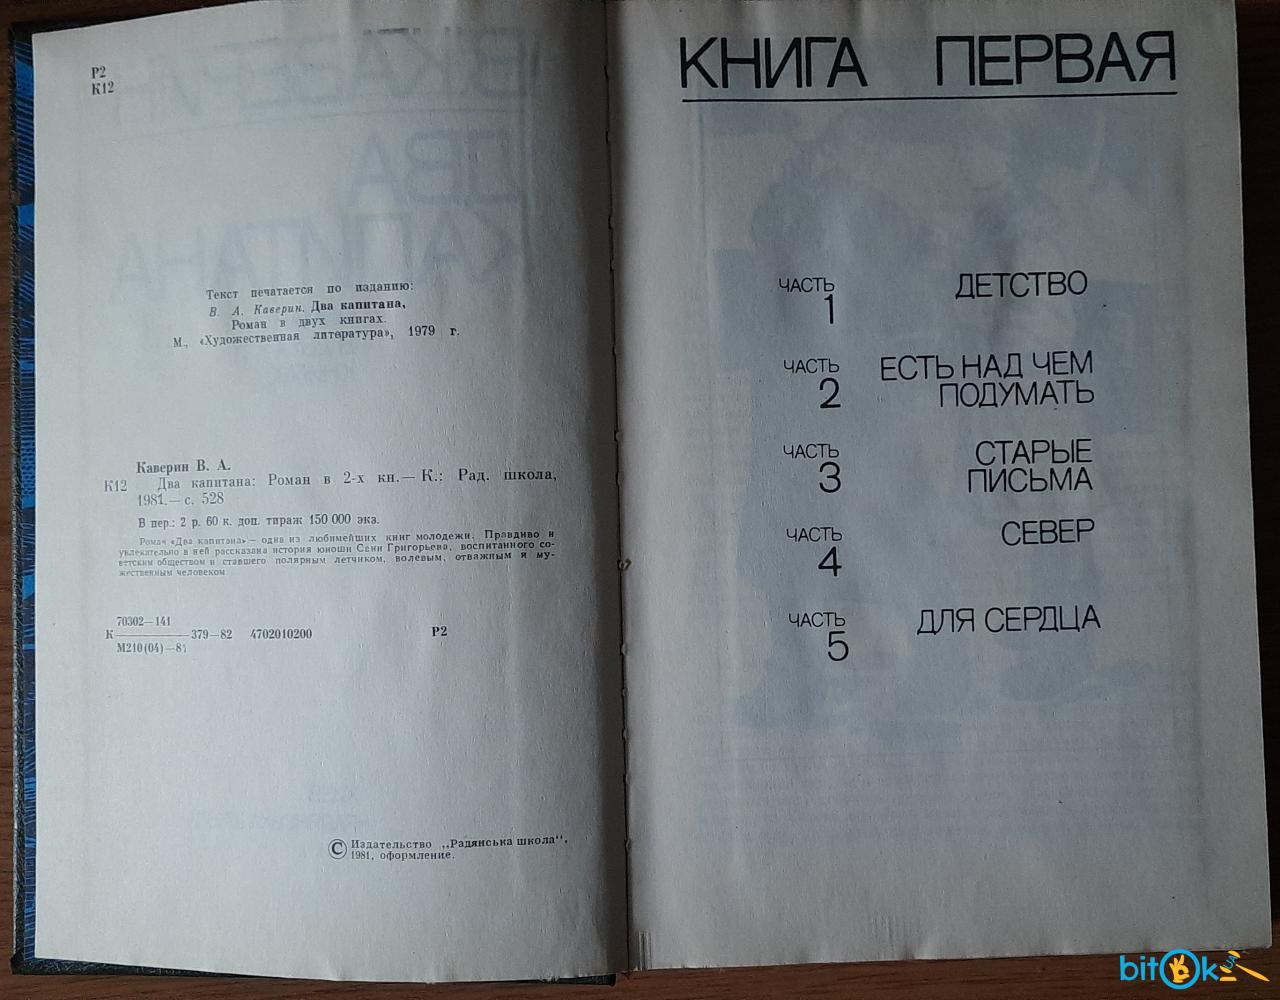 Р2
К12
Текст печатается по изданию:
В. А. Каверин. Два капитана,
Роман в двух книгах.
М., «Художественная литература», 1979 г.
Каверин В. А.
К12 Два капитана: Роман в 2-х кн.— К.: Рад. школа,
1981.— с. 528
В пер.: 2 р. 60 к. доп. тираж 150 000 экз.
Роман «Два капитана» — одна из любимейших книг молодежи. Правдиво и
увлекательно в ней рассказана история юноши Сани Григорьева, воспитанного со-
ветским обществом и ставшего полярным летчиком, волевым, отважным и му-
жественным человеком
70302—141
К 379—82 4702010200 Р2
М210(04)—81
© Издательство „Радянська школа",
1981, оформление.
КНИГА ПЕРВАЯ
ЧАСТЬ 1 ДЕТСТВО
ЧАСТЬ 2 ЕСТЬ НАД ЧЕМ
ПОДУМАТЬ
ЧАСТЬ 3 СТАРЫЕ
ПИСЬМА
ЧАСТЬ 4 СЕВЕР
ЧАСТЬ 5 ДЛЯ СЕРДЦА
bitOk